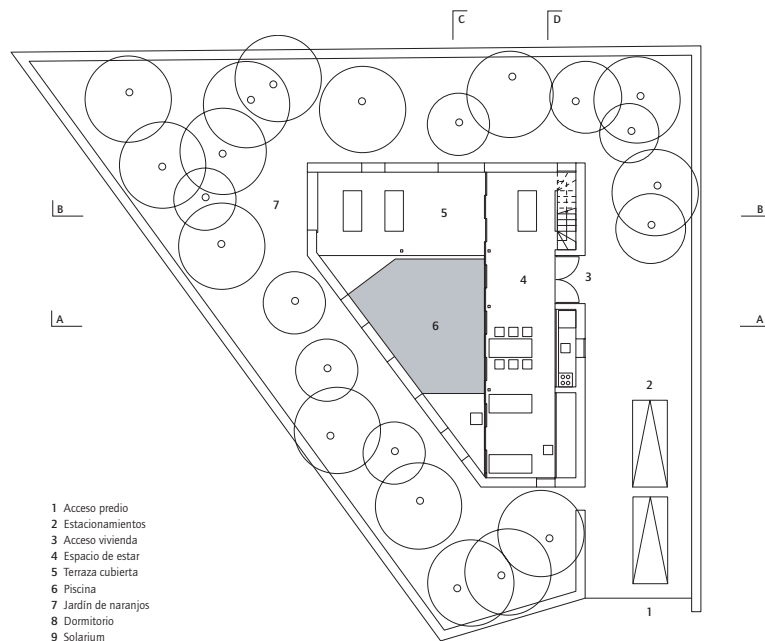 C D
7
5
B B
4
3
A A
6
2
1 Acceso predio
2 Estacionamientos
3 Acceso vivienda
4 Espacio de estar
5 Terraza cubierta
6 Piscina
7 Jardín de naranjos
8 Dormitorio
9 Solarium
1